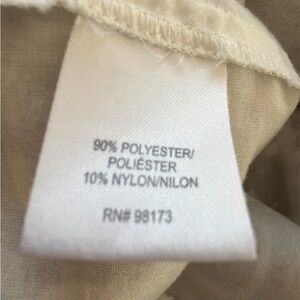 90% POLYESTER/
POLIÉSTER
10% NYLON/NILON
RN# 98173